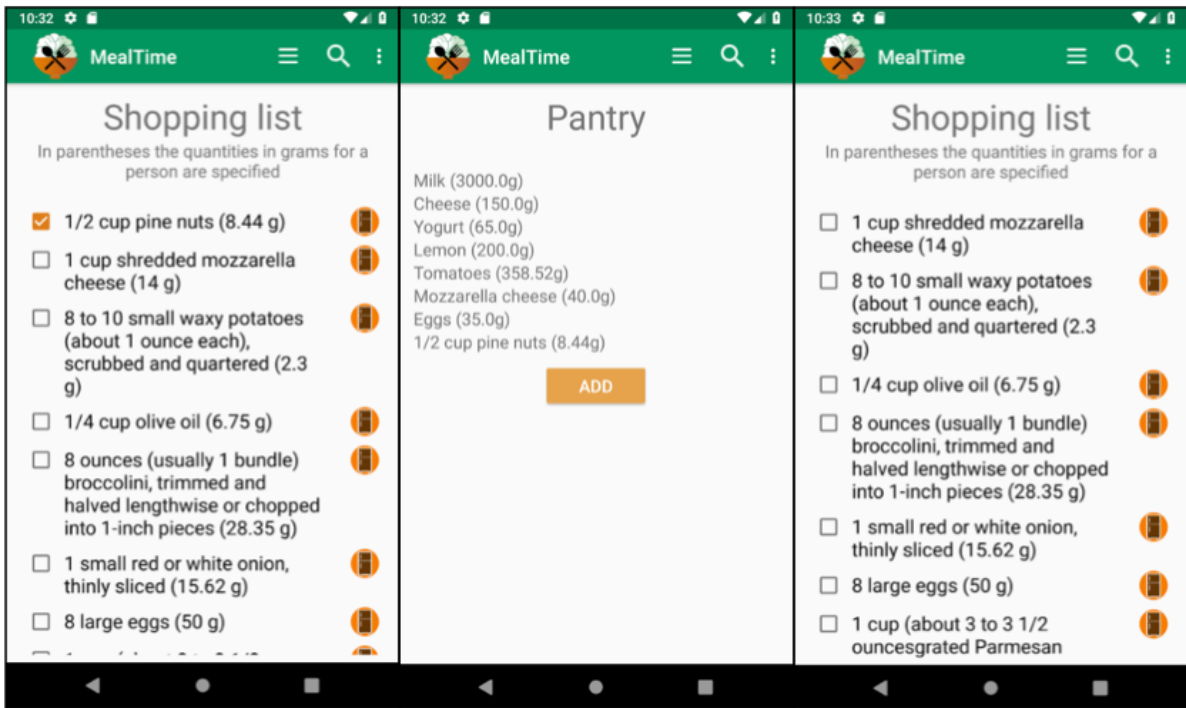 10:32
MealTime
Shopping list
In parentheses the quantities in grams for a
person are specified
1/2 cup pine nuts (8.44 g)
1 cup shredded mozzarella
cheese (14 g)
8 to 10 small waxy potatoes
(about 1 ounce each),
scrubbed and quartered (2.3
g)
1/4 cup olive oil (6.75 g)
8 ounces (usually 1 bundle)
broccolini, trimmed and
halved lengthwise or chopped
into 1-inch pieces (28.35 g)
1 small red or white onion,
thinly sliced (15.62 g)
8 large eggs (50 g)
10:32
MealTime
Pantry
Milk (3000.0g)
Cheese (150.0g)
Yogurt (65.0g)
Lemon (200.0g)
Tomatoes (358.52g)
Mozzarella cheese (40.0g)
Eggs (35.0g)
1/2 cup pine nuts (8.44g)
ADD
10:33
MealTime
Shopping list
In parentheses the quantities in grams for a
person are specified
1 cup shredded mozzarella
cheese (14 g)
8 to 10 small waxy potatoes
(about 1 ounce each),
scrubbed and quartered (2.3
g)
1/4 cup olive oil (6.75 g)
8 ounces (usually 1 bundle)
broccolini, trimmed and
halved lengthwise or chopped
into 1-inch pieces (28.35 g)
1 small red or white onion,
thinly sliced (15.62 g)
8 large eggs (50 g)
1 cup (about 3 to 3 1/2
ouncesgrated Parmesan